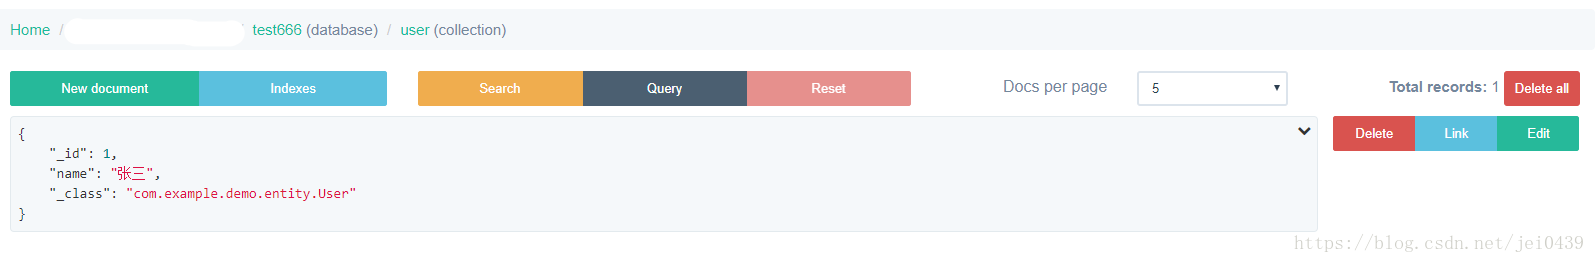 Home / test666 (database) / user (collection)
New document Indexes Search Query Reset Docs per page 5 Total records: 1 Delete all
{
"_id": 1,
"name": "张三",
"_class": "com.example.demo.entity.User"
}
Delete Link Edit
https://blog.csdn.net/jei0439